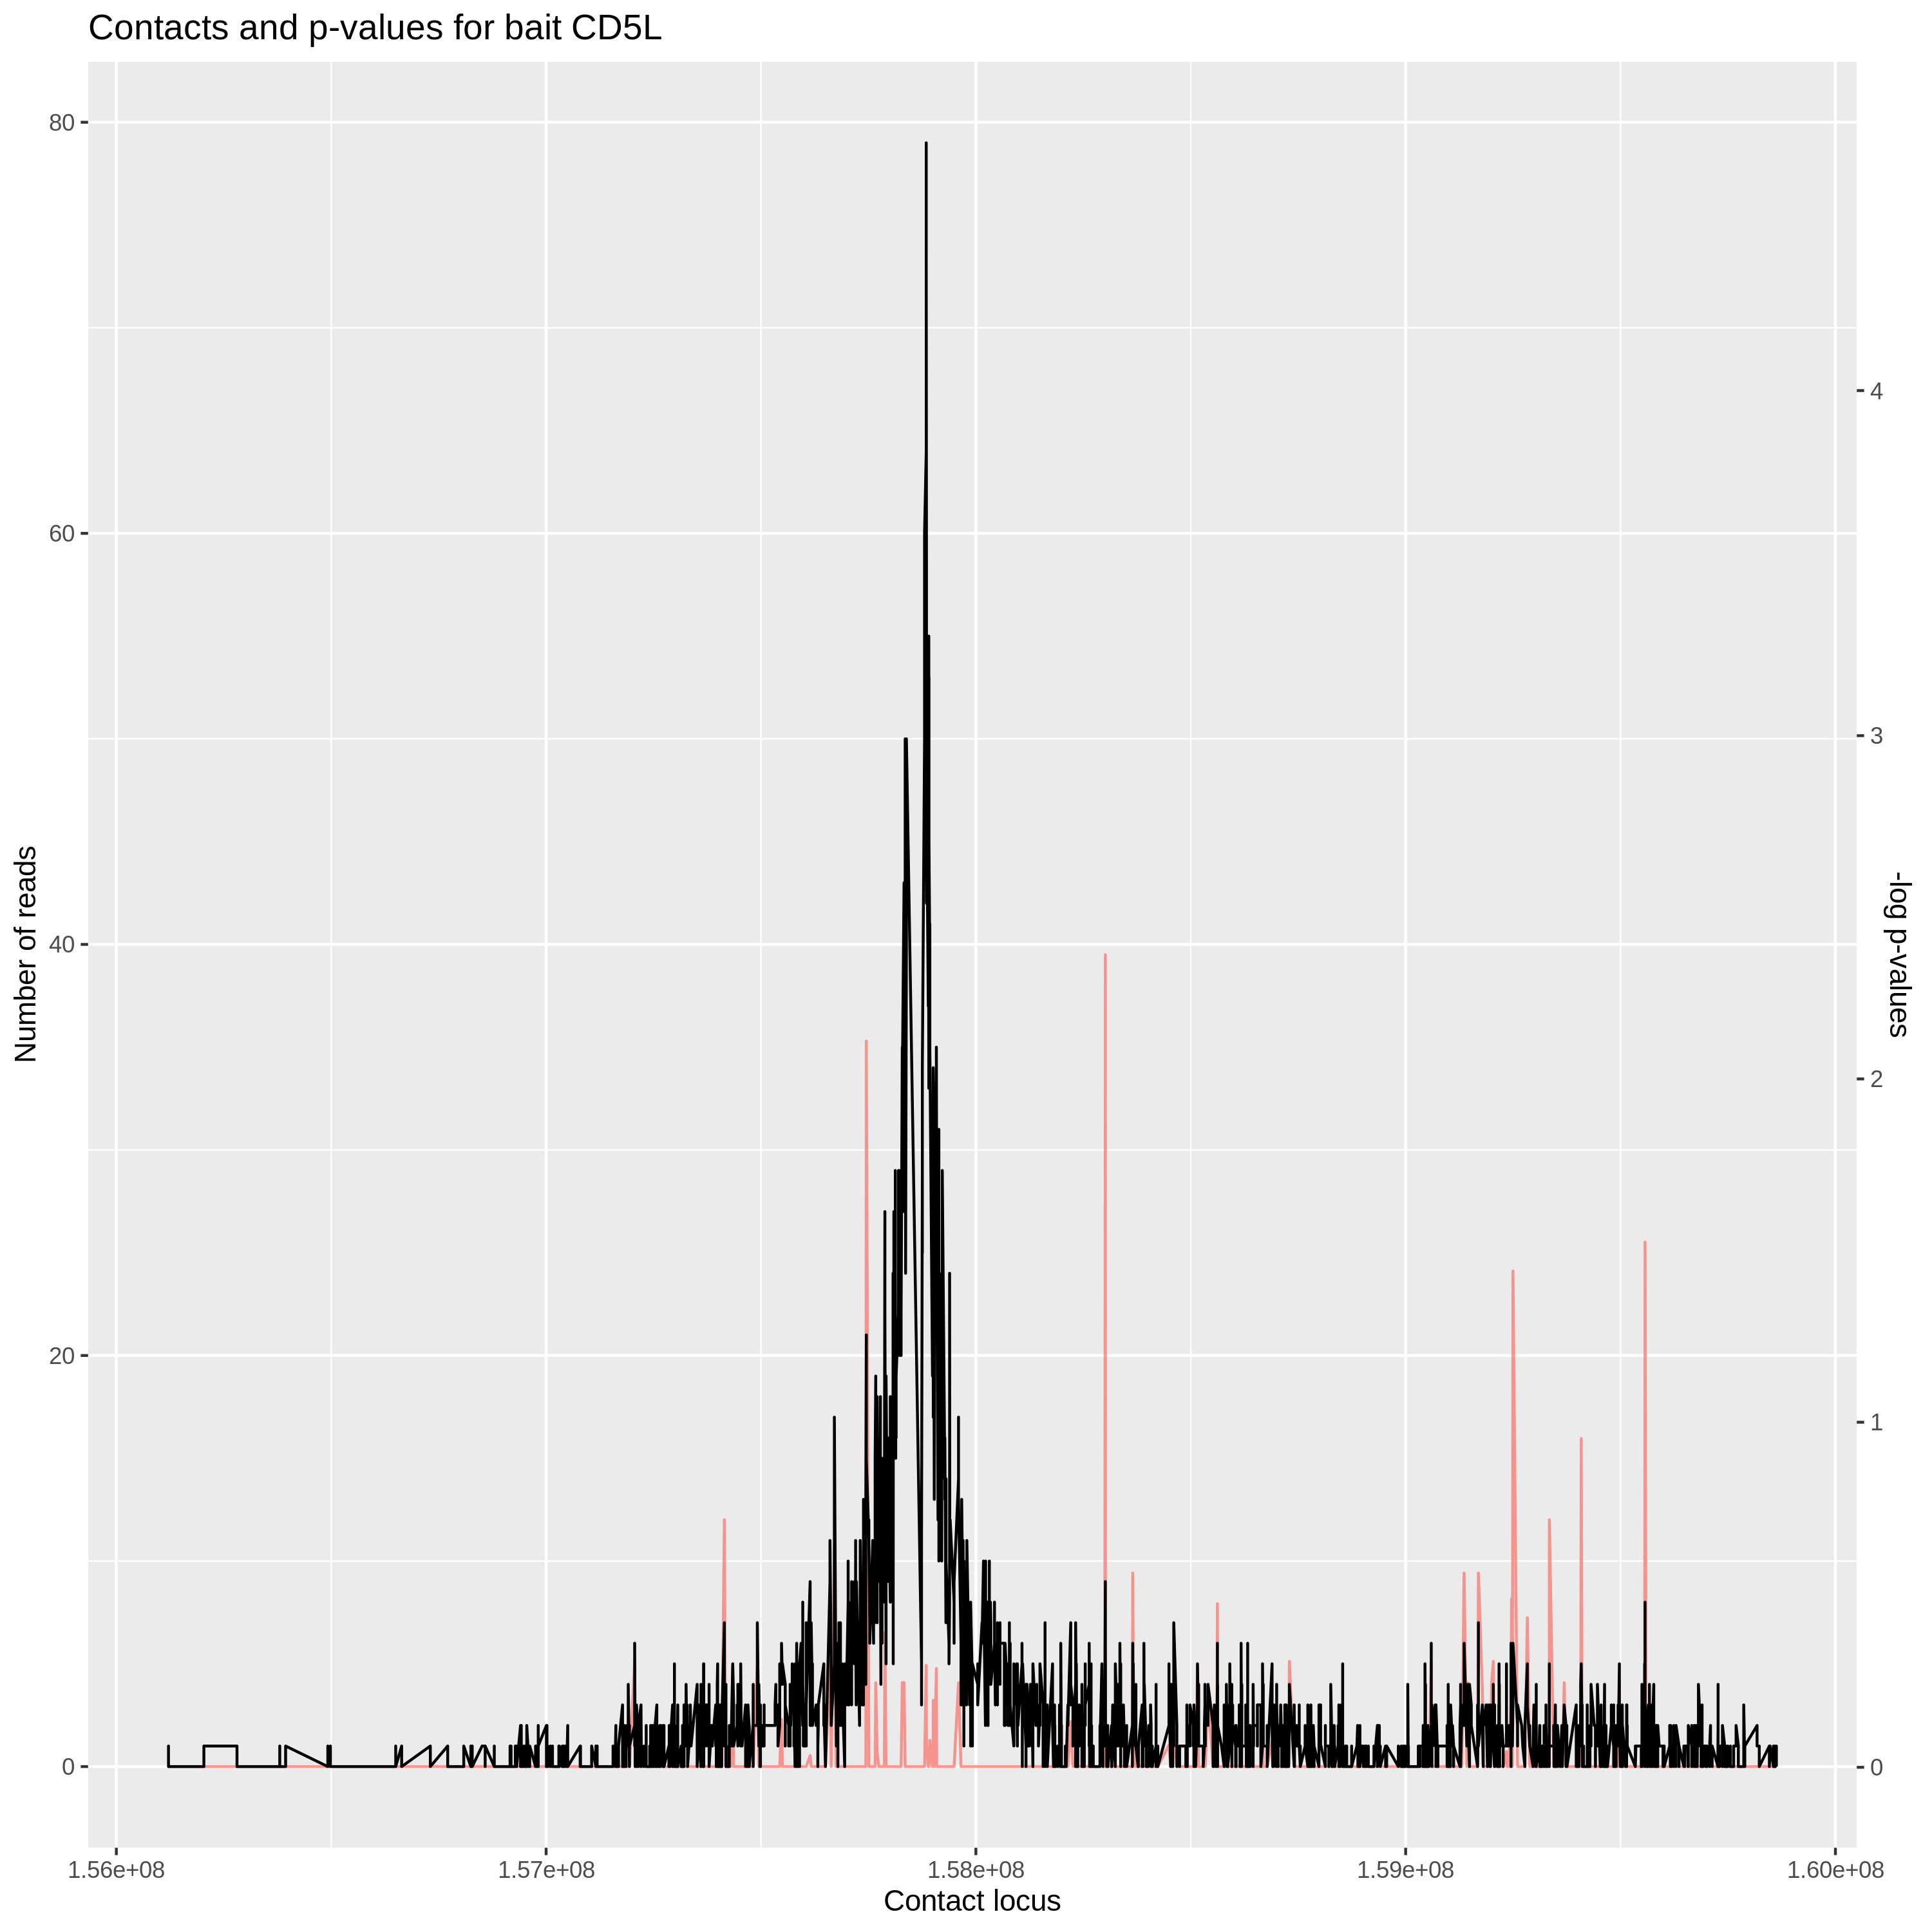 Contacts and p-values for bait CD5L
80
60
40
20
0
Number of reads
4
3
2
1
0
-log p-values
1.56e+08
1.57e+08
1.58e+08
1.59e+08
1.60e+08
Contact locus